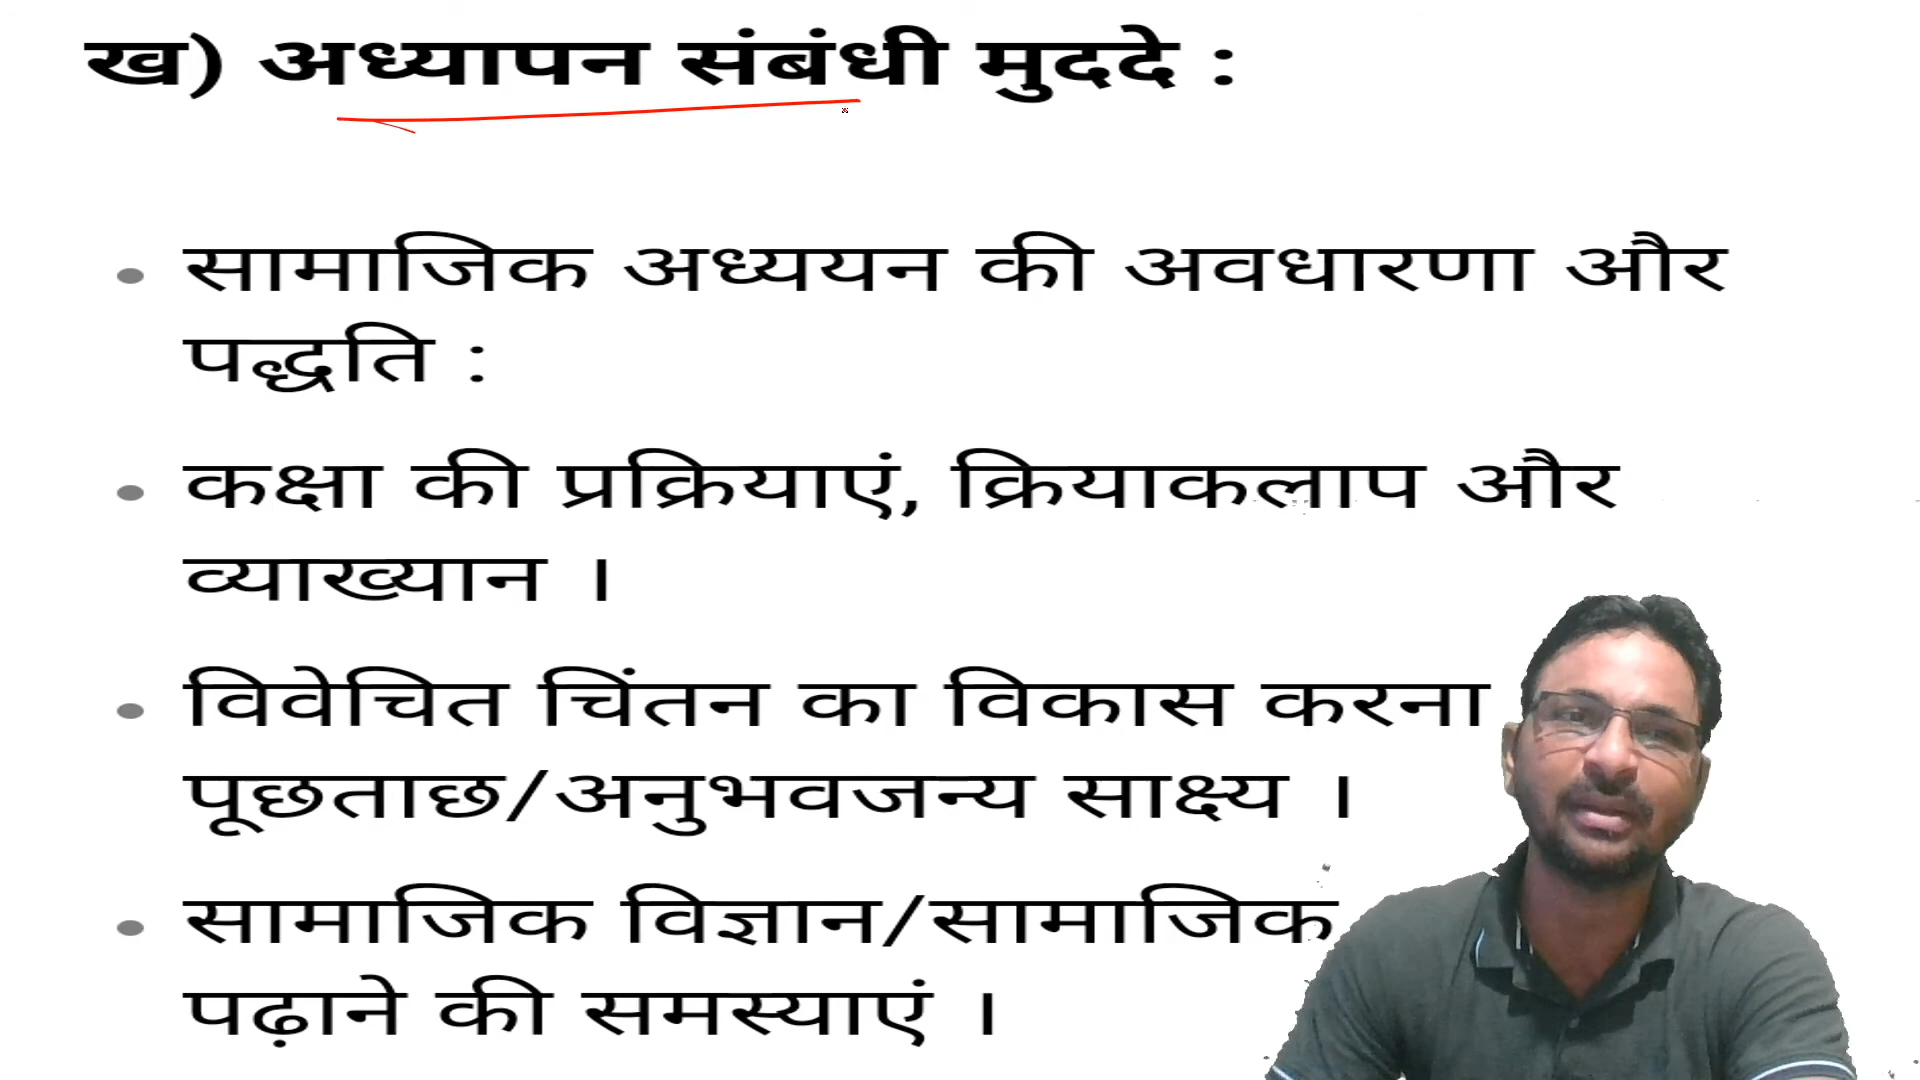 ख) अध्यापन संबंधी मुददे :
सामाजिक अध्ययन की अवधारणा और
पद्धति :
कक्षा की प्रक्रियाएं, क्रियाकलाप और
व्याख्यान ।
विवेचित चिंतन का विकास करना
पूछताछ/अनुभवजन्य साक्ष्य ।
सामाजिक विज्ञान/सामाजिक
पढ़ाने की समस्याएं ।